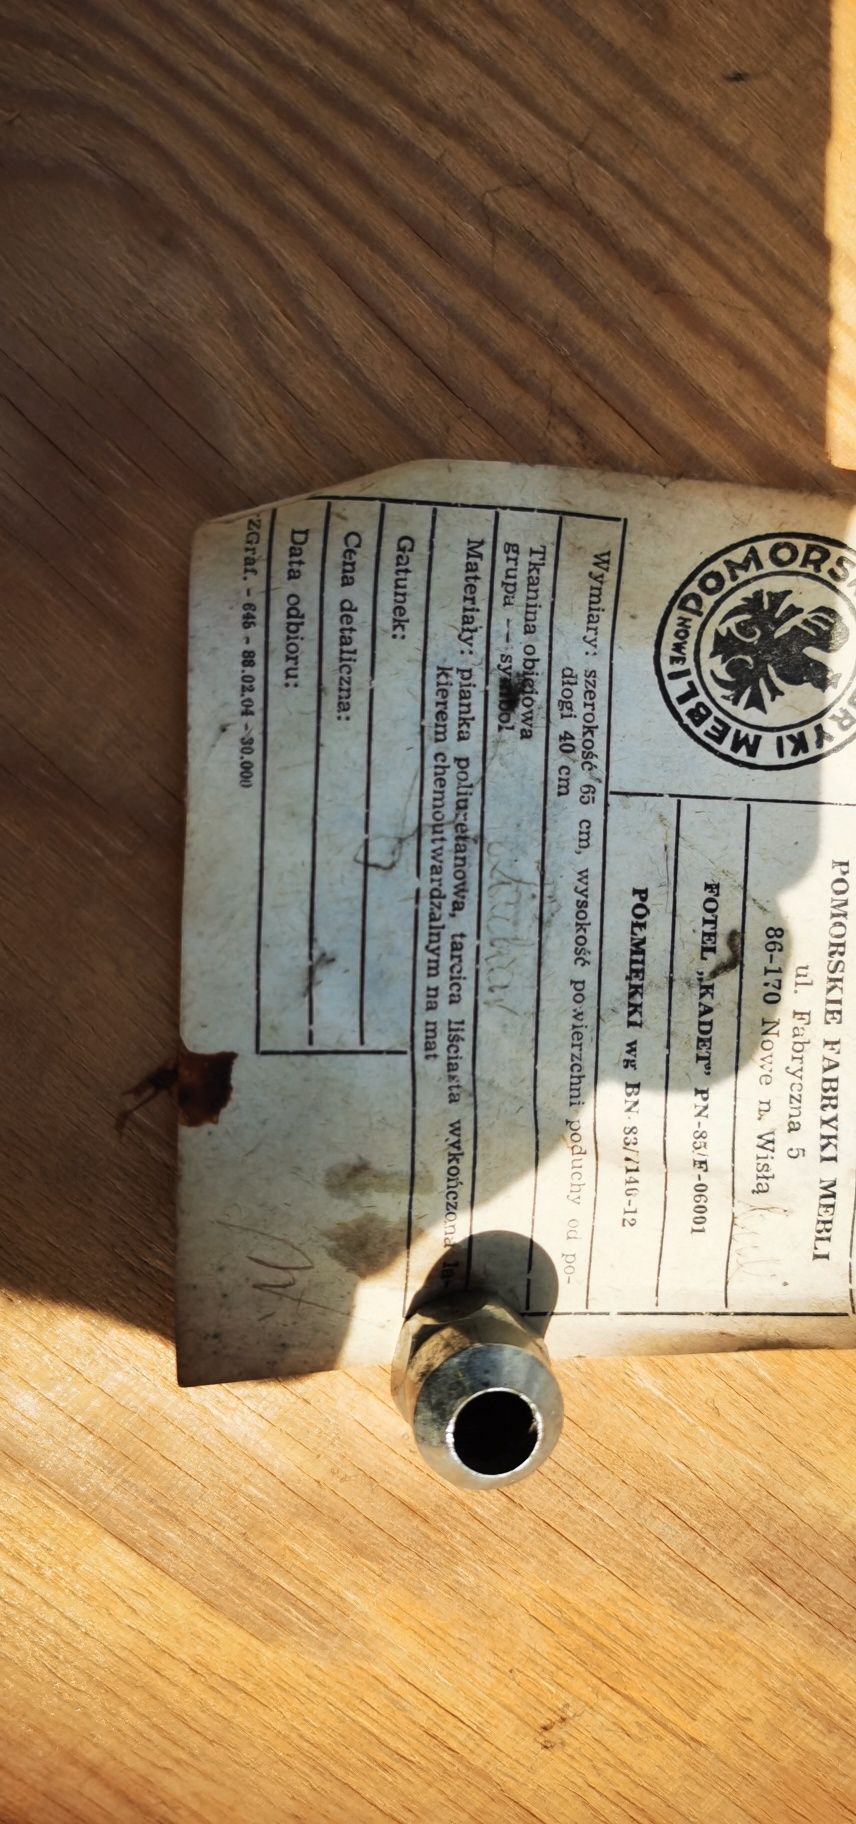 POMORSKIE FABRYKI MEBLI
ul. Fabryczna 5
86-170 Nowe n. Wisłą
FOTEL „KADET” PN-85/F-06001
PÓŁMIĘKKI wg BN-83/7140-12
POMORSK
RYKI MEBLI
NOWE
Wymiary: szerokość 65 cm, wysokość powierzchni poduchy od po-
dłogi 40 cm
Tkanina obiciowa
grupa — symbol
Materiały: pianka poliuretanowa, tarcica liściasta wykończona la-
kierem chemoutwardzalnym na mat
Gatunek:
Cena detaliczna:
Data odbioru:
ZGraf. - 645 - 88.02.04 - 30.000